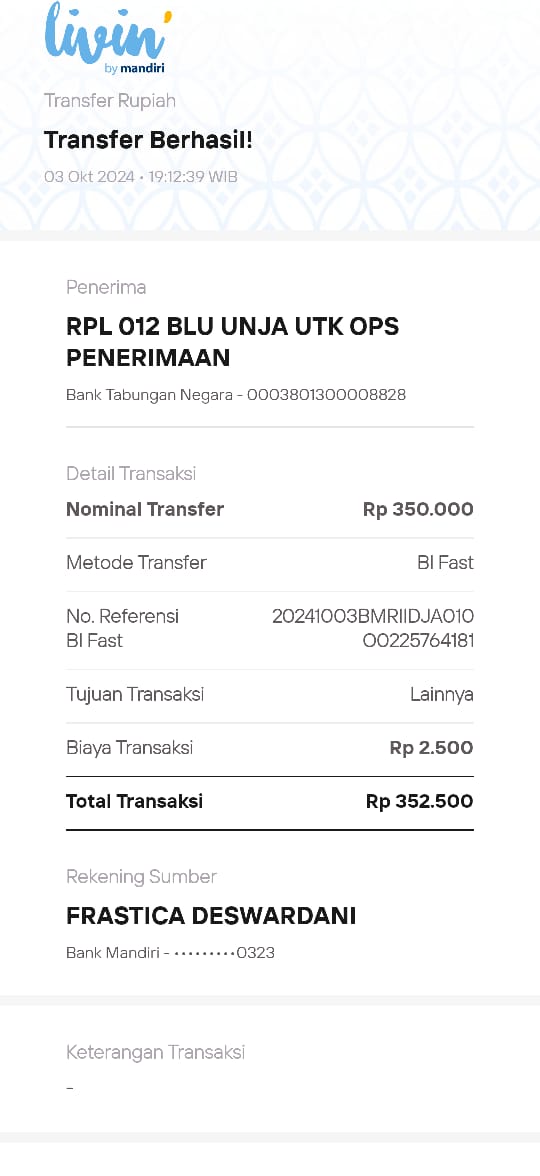 livin'
by mandiri
Transfer Rupiah
Transfer Berhasil!
03 Okt 2024 • 19:12:39 WIB
Penerima
RPL 012 BLU UNJA UTK OPS
PENERIMAAN
Bank Tabungan Negara - 0003801300008828
Detail Transaksi
Nominal Transfer Rp 350.000
Metode Transfer BI Fast
No. Referensi 20241003BMRIIDJA010
BI Fast 00225764181
Tujuan Transaksi Lainnya
Biaya Transaksi Rp 2.500
Total Transaksi Rp 352.500
Rekening Sumber
FRASTICA DESWARDANI
Bank Mandiri - •••••••••0323
Keterangan Transaksi
-